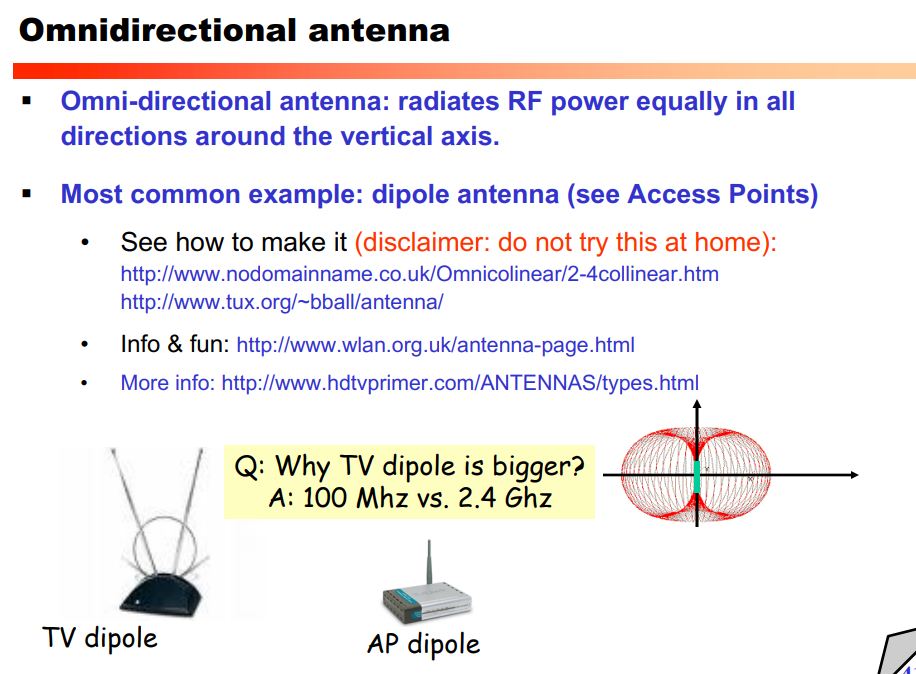 Omnidirectional antenna
▪ Omni-directional antenna: radiates RF power equally in all
directions around the vertical axis.
▪ Most common example: dipole antenna (see Access Points)
• See how to make it (disclaimer: do not try this at home):
http://www.nodomainname.co.uk/Omnicolinear/2-4collinear.htm
http://www.tux.org/~bball/antenna/
• Info & fun: http://www.wlan.org.uk/antenna-page.html
• More info: http://www.hdtvprimer.com/ANTENNAS/types.html
Q: Why TV dipole is bigger?
A: 100 Mhz vs. 2.4 Ghz
Y
X
TV dipole
AP dipole